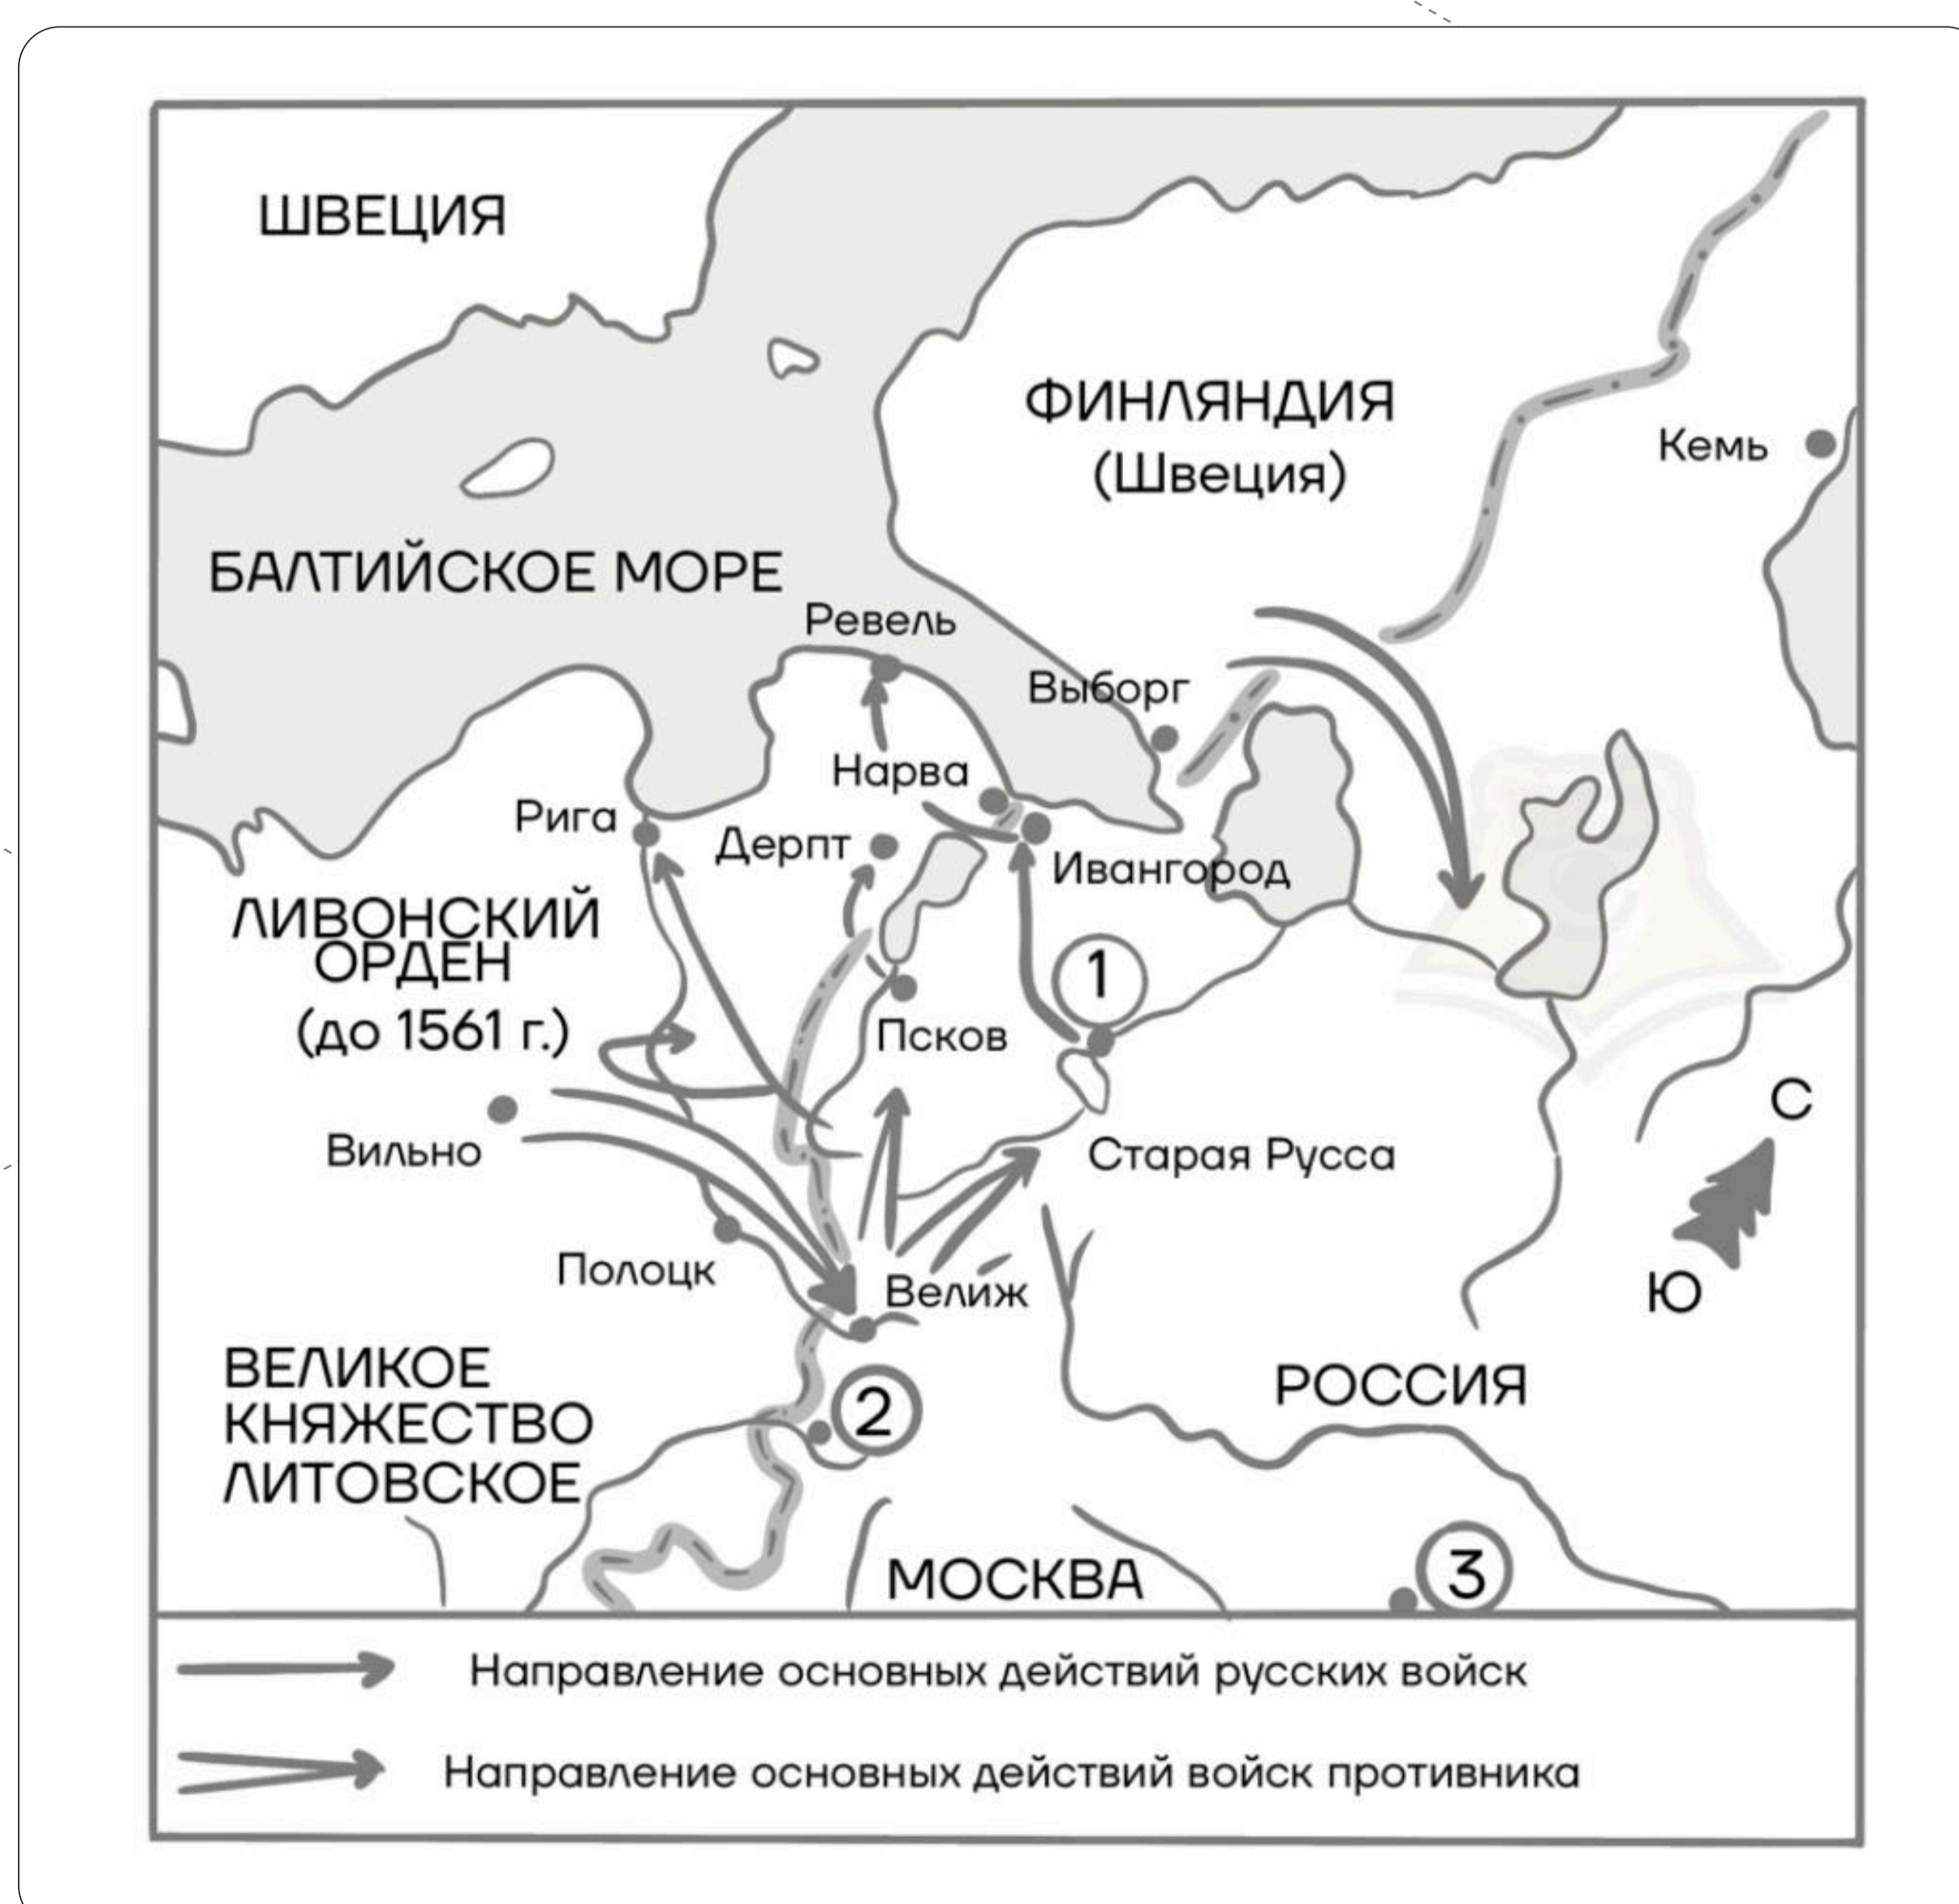 ШВЕЦИЯ
ФИНЛЯНДИЯ
(Швеция)
Кемь
БАЛТИЙСКОЕ МОРЕ
Ревель
Выборг
Нарва
Рига
Дерпт
Ивангород
ЛИВОНСКИЙ
ОРДЕН
(до 1561 г.)
1
Псков
С
Вильно
Старая Русса
Полоцк
Велиж
Ю
ВЕЛИКОЕ
КНЯЖЕСТВО
ЛИТОВСКОЕ
РОССИЯ
2
МОСКВА
3
Направление основных действий русских войск
Направление основных действий войск противника